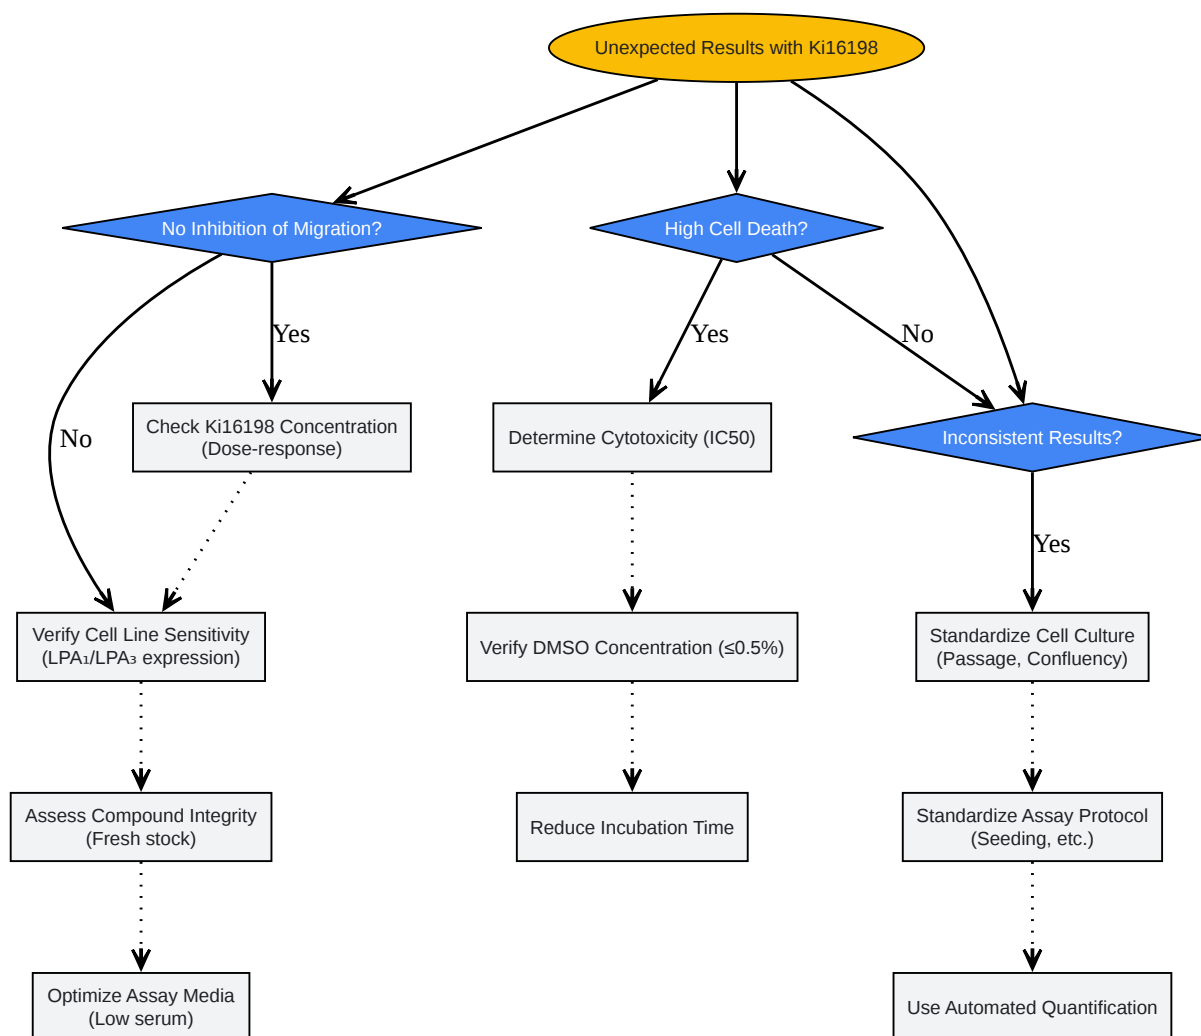 Unexpected Results with Ki16198
No Inhibition of Migration?
High Cell Death?
Yes
Yes
No
Check Ki16198 Concentration
(Dose-response)
Determine Cytotoxicity (IC50)
Inconsistent Results?
No
Yes
Verify Cell Line Sensitivity
(LPA₁/LPA₃ expression)
Verify DMSO Concentration (≤0.5%)
Standardize Cell Culture
(Passage, Confluency)
Assess Compound Integrity
(Fresh stock)
Reduce Incubation Time
Standardize Assay Protocol
(Seeding, etc.)
Optimize Assay Media
(Low serum)
Use Automated Quantification